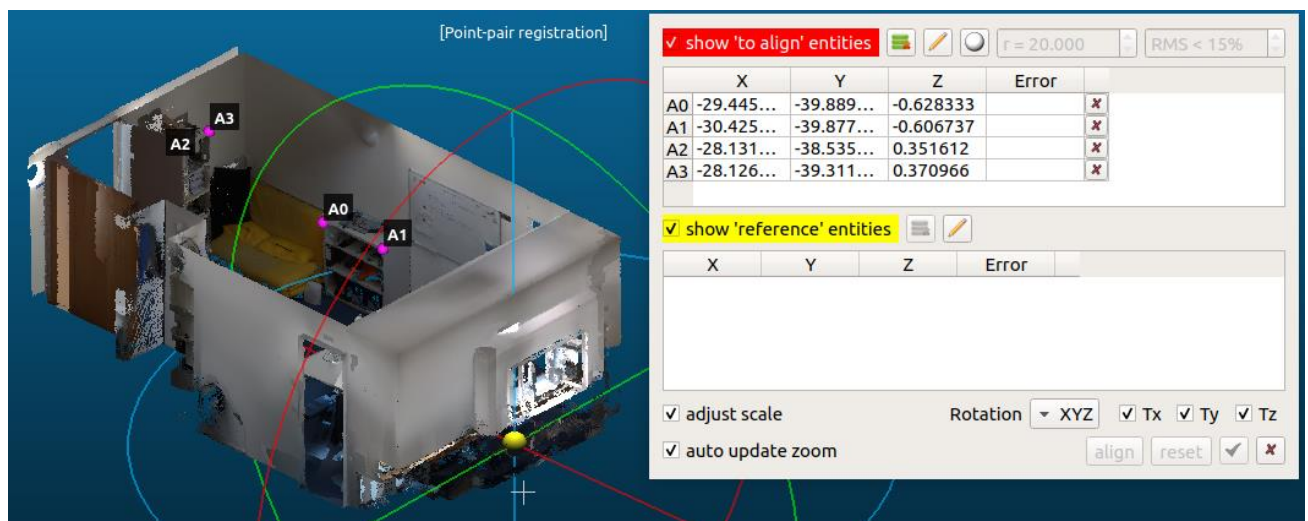 [Point-pair registration]
show 'to align' entities r = 20.000 RMS < 15%
X Y Z Error
A0 -29.445... -39.889... -0.628333
A1 -30.425... -39.877... -0.606737
A2 -28.131... -38.535... 0.351612
A3 -28.126... -39.311... 0.370966
show 'reference' entities
X Y Z Error
adjust scale Rotation XYZ Tx Ty Tz
auto update zoom align reset
A3
A2
A0
A1